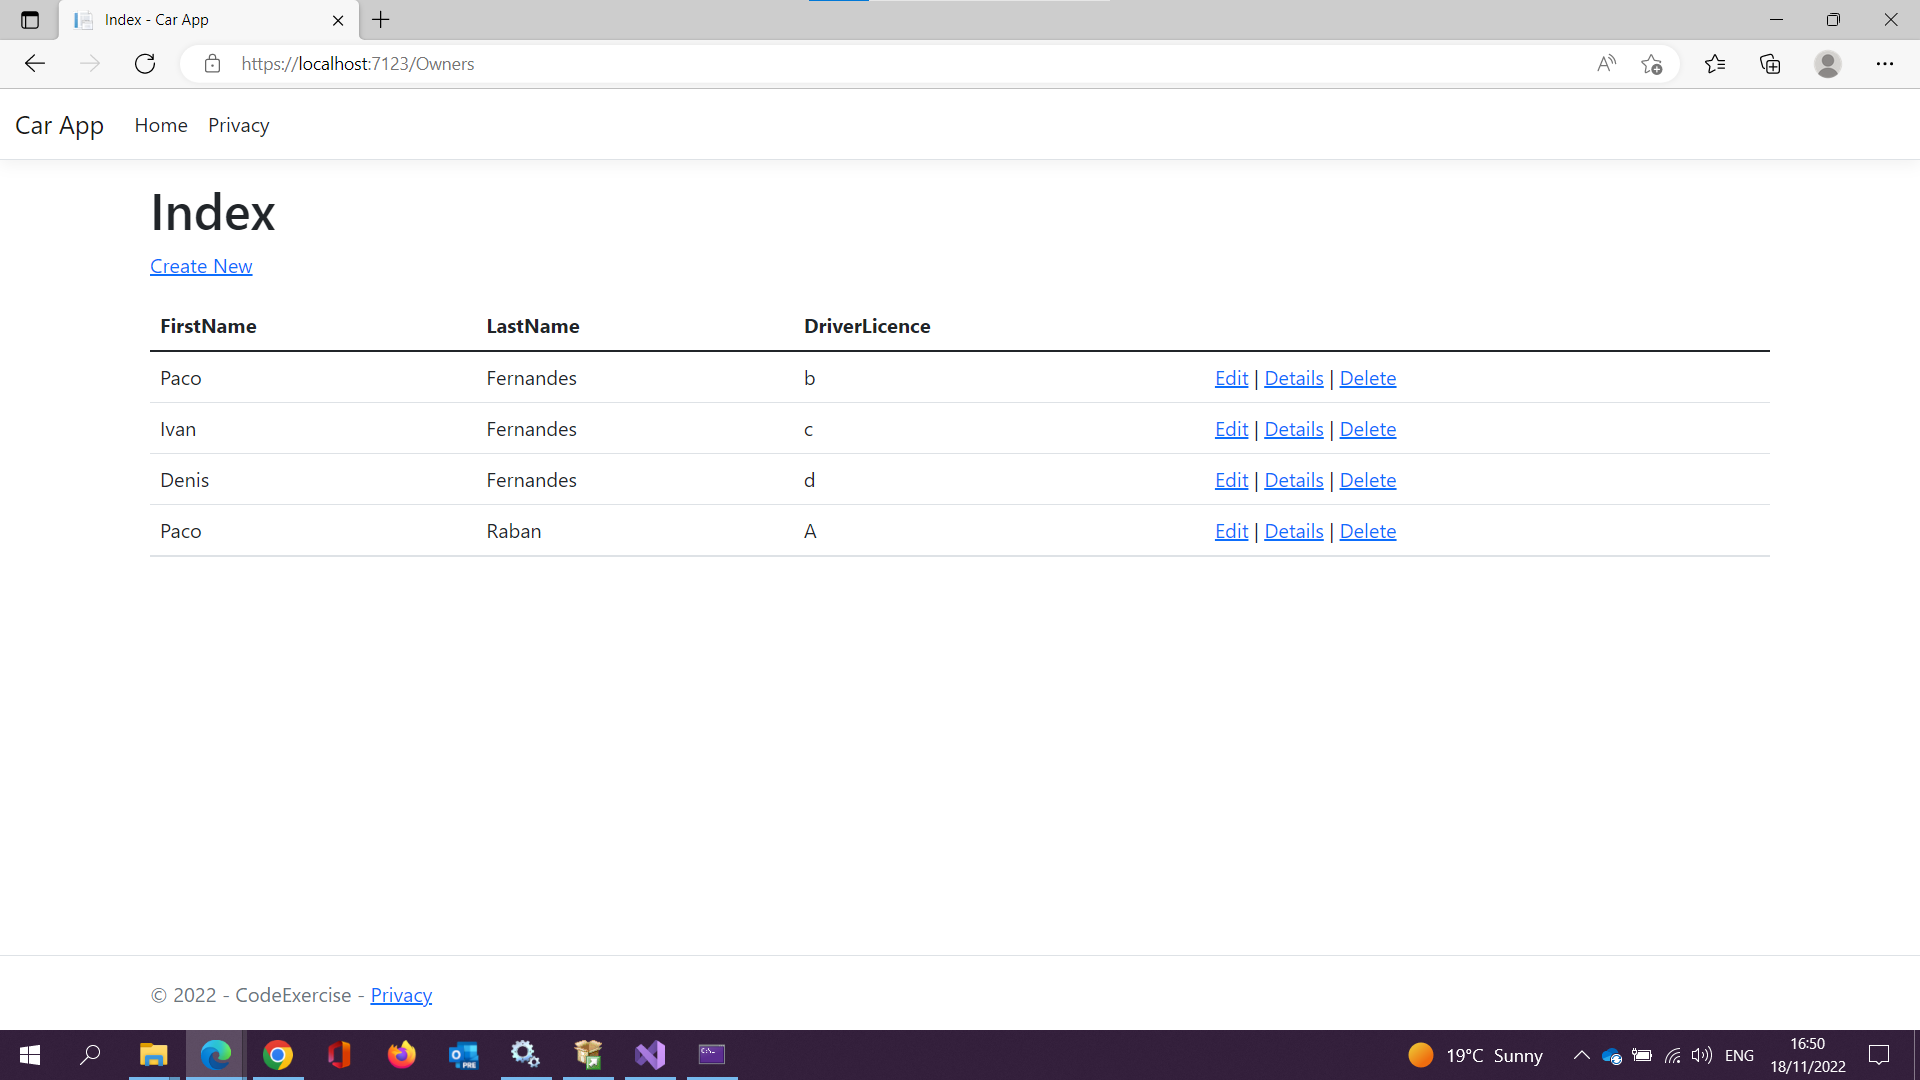 Index - Car App
https://localhost:7123/Owners
Car App Home Privacy
Index
Create New
FirstName LastName DriverLicence
Paco Fernandes b Edit | Details | Delete
Ivan Fernandes c Edit | Details | Delete
Denis Fernandes d Edit | Details | Delete
Paco Raban A Edit | Details | Delete
© 2022 - CodeExercise - Privacy
PRE
C:\.
19°C Sunny
ENG
16:50
18/11/2022